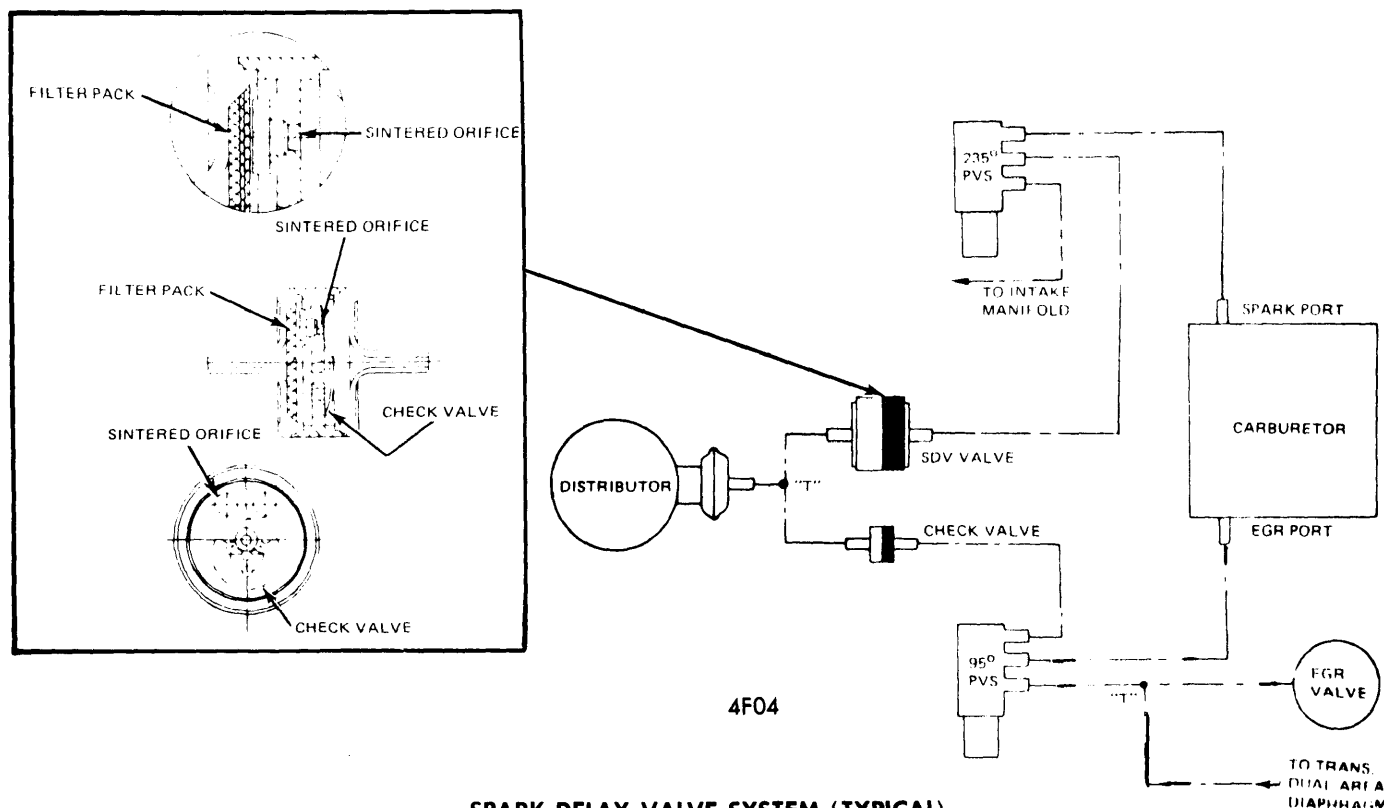 FILTER PACK
SINTERED ORIFICE
SINTERED ORIFICE
FILTER PACK
CHECK VALVE
SINTERED ORIFICE
CHECK VALVE
235°
PVS
TO INTAKE
MANIFOLD
SPARK PORT
CARBURETOR
EGR PORT
SDV VALVE
DISTRIBUTOR
"T"
CHECK VALVE
95°
PVS
"T"
EGR
VALVE
TO TRANS.
DUAL AREA
DIAPHRAGM
4F04
SPARK DELAY VALVE SYSTEM (TYPICAL)